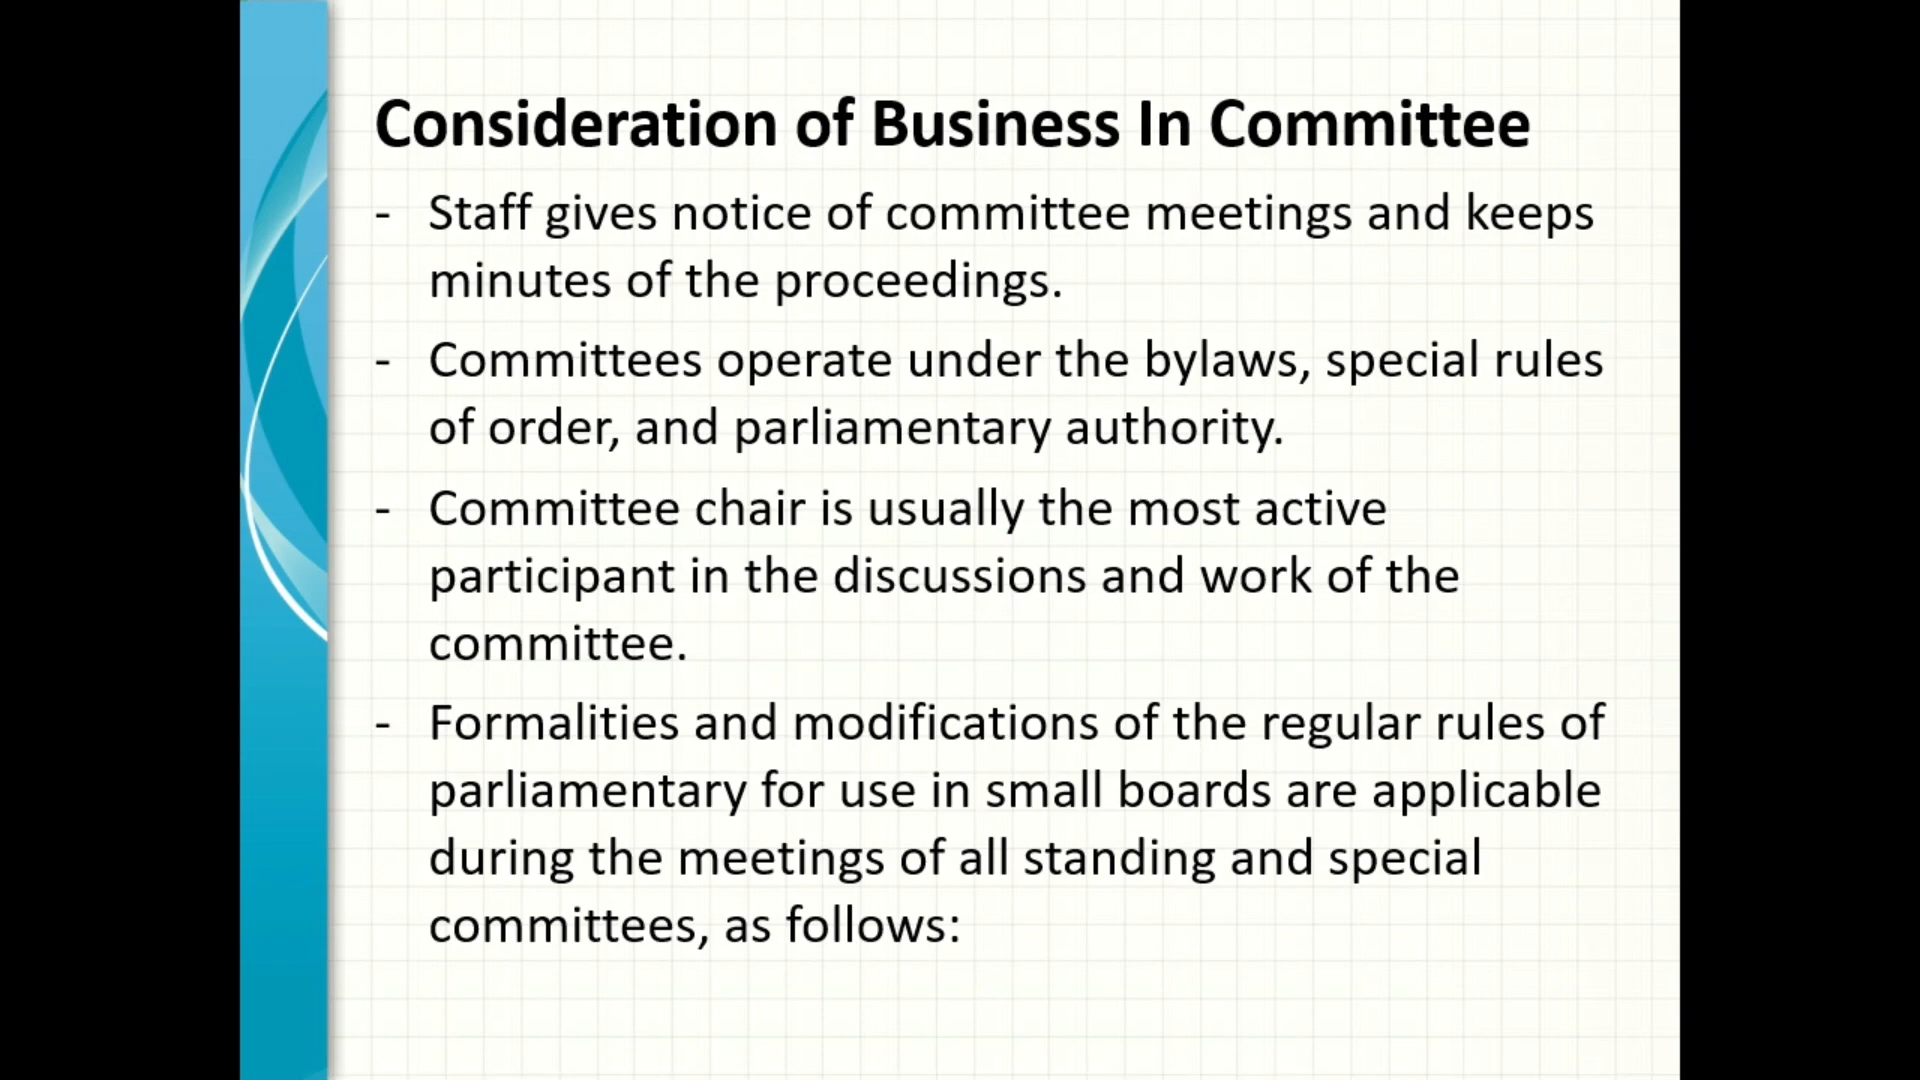 Consideration of Business In Committee
- Staff gives notice of committee meetings and keeps
minutes of the proceedings.
- Committees operate under the bylaws, special rules
of order, and parliamentary authority.
- Committee chair is usually the most active
participant in the discussions and work of the
committee.
- Formalities and modifications of the regular rules of
parliamentary for use in small boards are applicable
during the meetings of all standing and special
committees, as follows: